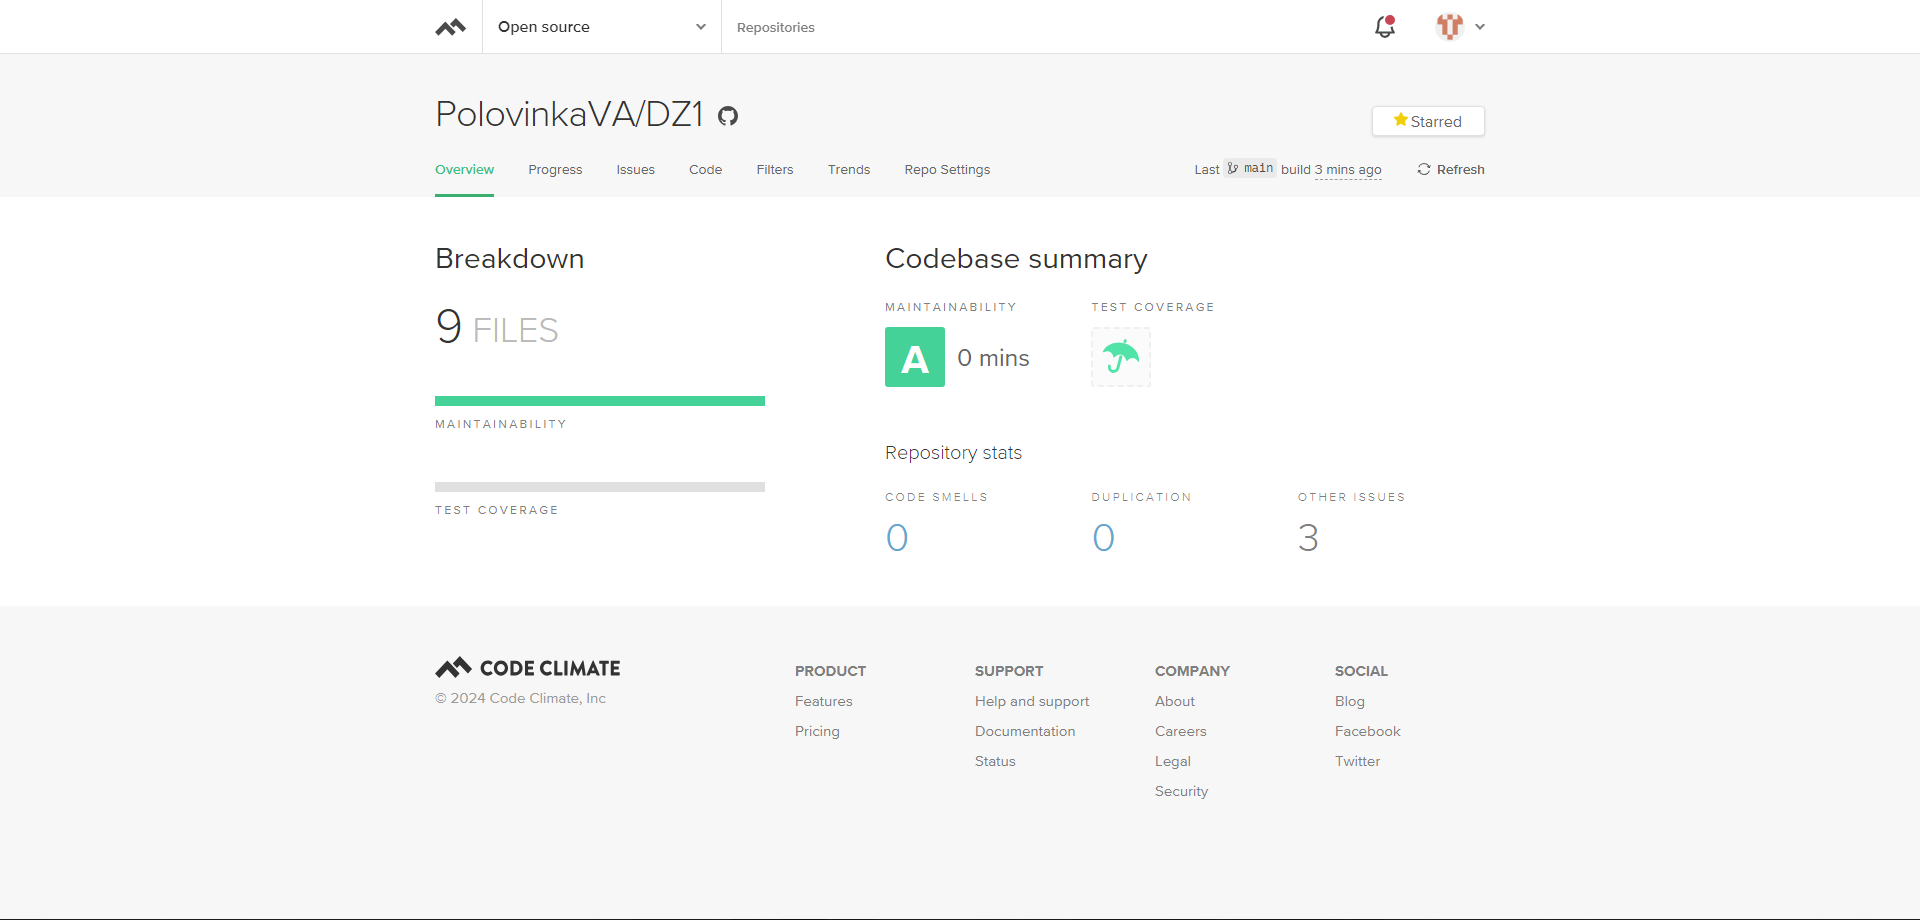 Open source
Repositories
PolovinkaVA/DZ1
Starred
Overview
Progress
Issues
Code
Filters
Trends
Repo Settings
Last main build 3 mins ago
Refresh
Breakdown
9 FILES
MAINTAINABILITY
TEST COVERAGE
Codebase summary
MAINTAINABILITY
A 0 mins
TEST COVERAGE
Repository stats
CODE SMELLS
0
DUPLICATION
0
OTHER ISSUES
3
CODE CLIMATE
© 2024 Code Climate, Inc
PRODUCT
Features
Pricing
SUPPORT
Help and support
Documentation
Status
COMPANY
About
Careers
Legal
Security
SOCIAL
Blog
Facebook
Twitter